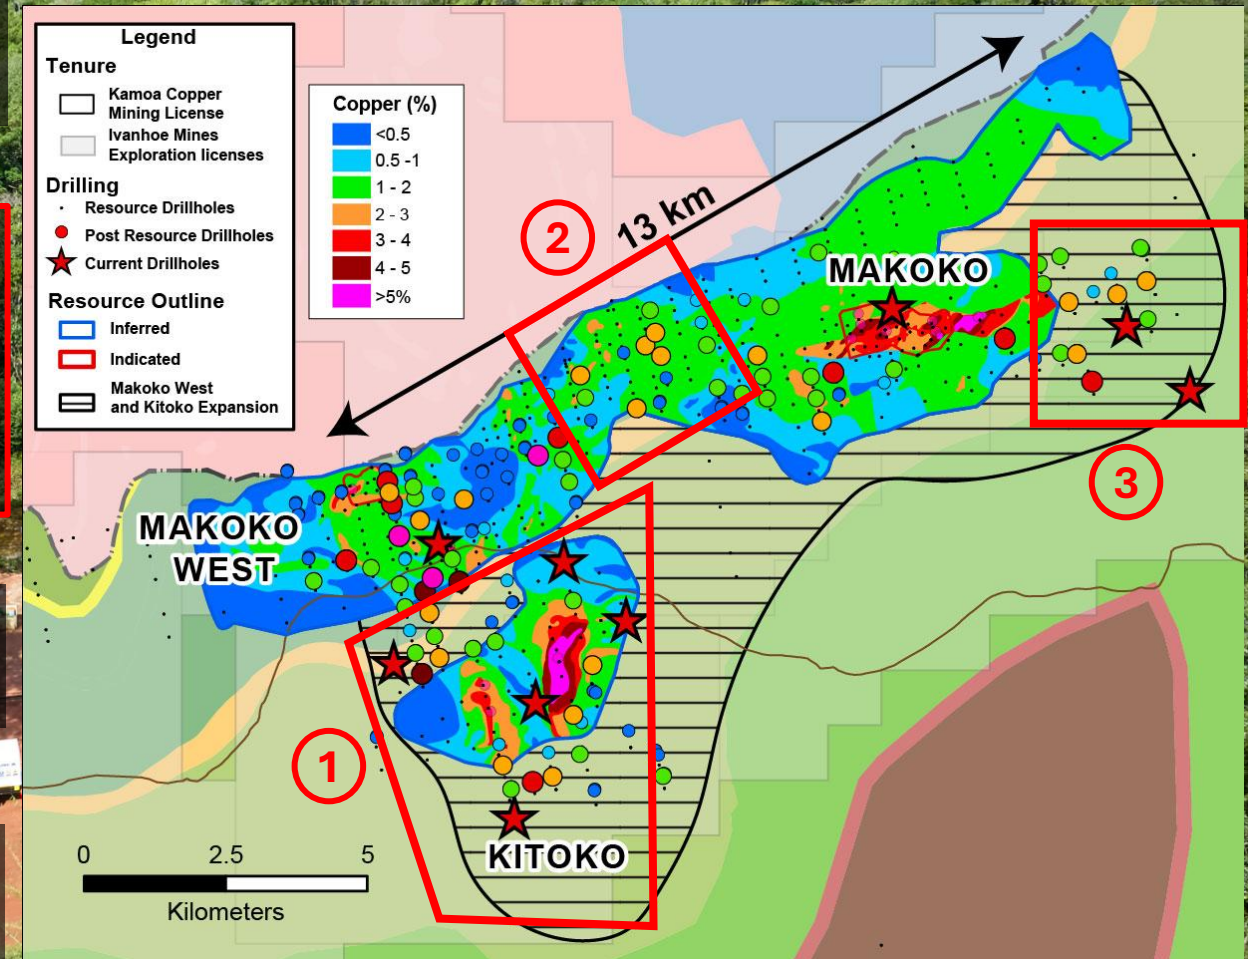 Legend
Tenure
Kamoa Copper
Mining License
Ivanhoe Mines
Exploration licenses
Drilling
Resource Drillholes
Post Resource Drillholes
Current Drillholes
Resource Outline
Inferred
Indicated
Makoko West
and Kitoko Expansion
Copper (%)
<0.5
0.5 -1
1 - 2
2 - 3
3 - 4
4 - 5
>5%
13 km
2
MAKOKO
3
MAKOKO
WEST
1
KITOKO
0 2.5 5
Kilometers